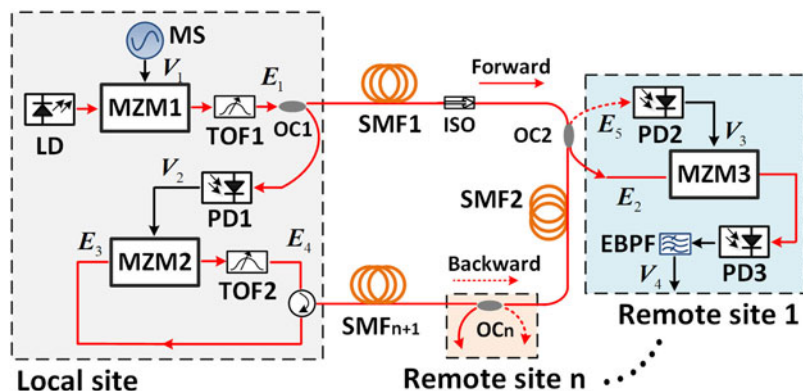 MS
V1
E1
Forward
LD
MZM1
TOF1
OC1
SMF1
ISO
OC2
E5
PD2
V3
V2
PD1
SMF2
E2
MZM3
E3
MZM2
TOF2
E4
Backward
EBPF
V4
PD3
SMFn+1
OCn
Remote site 1
Local site
Remote site n